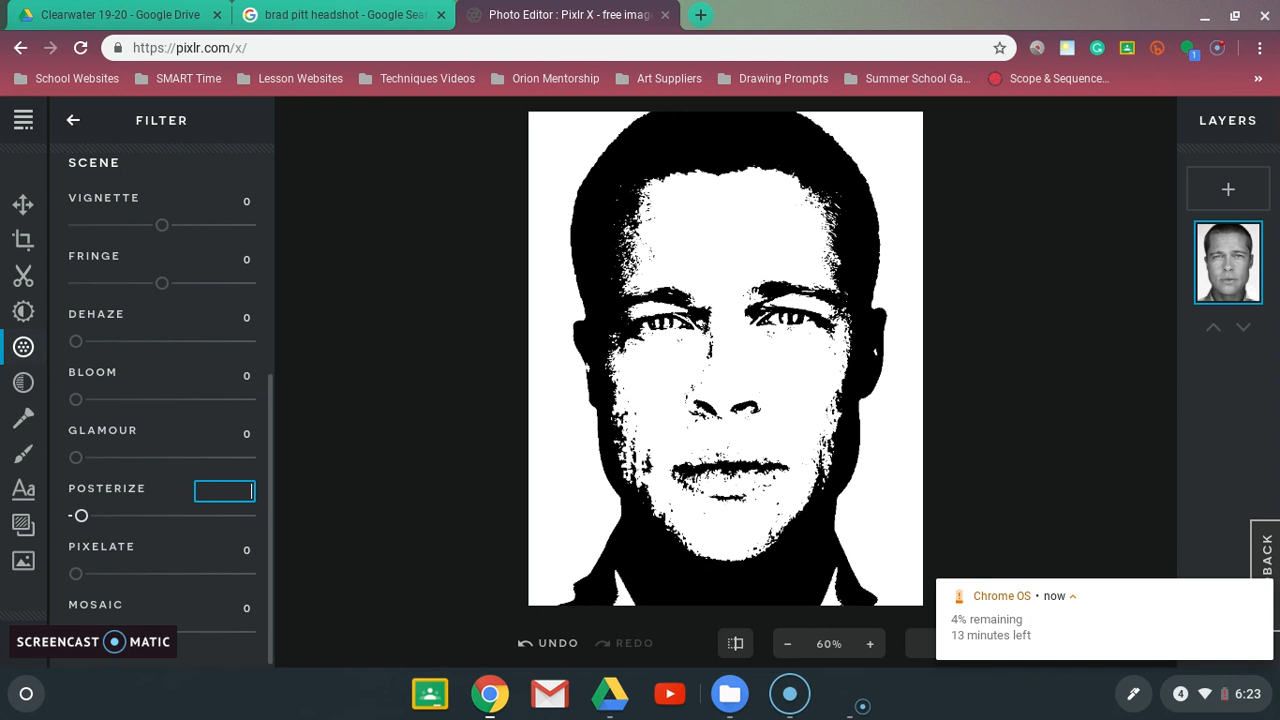 Clearwater 19-20 - Google Drive
brad pitt headshot - Google Sea
Photo Editor : Pixlr X - free imag
https://pixlr.com/x/
School Websites
SMART Time
Lesson Websites
Techniques Videos
Orion Mentorship
Art Suppliers
Drawing Prompts
Summer School Ga...
Scope & Sequence...
»
1
FILTER
LAYERS
SCENE
VIGNETTE 0
FRINGE 0
DEHAZE 0
BLOOM 0
GLAMOUR 0
POSTERIZE
PIXELATE 0
MOSAIC 0
SCREENCAST MATIC
UNDO
REDO
60%
BACK
Chrome OS • now
4% remaining
13 minutes left
4
6:23